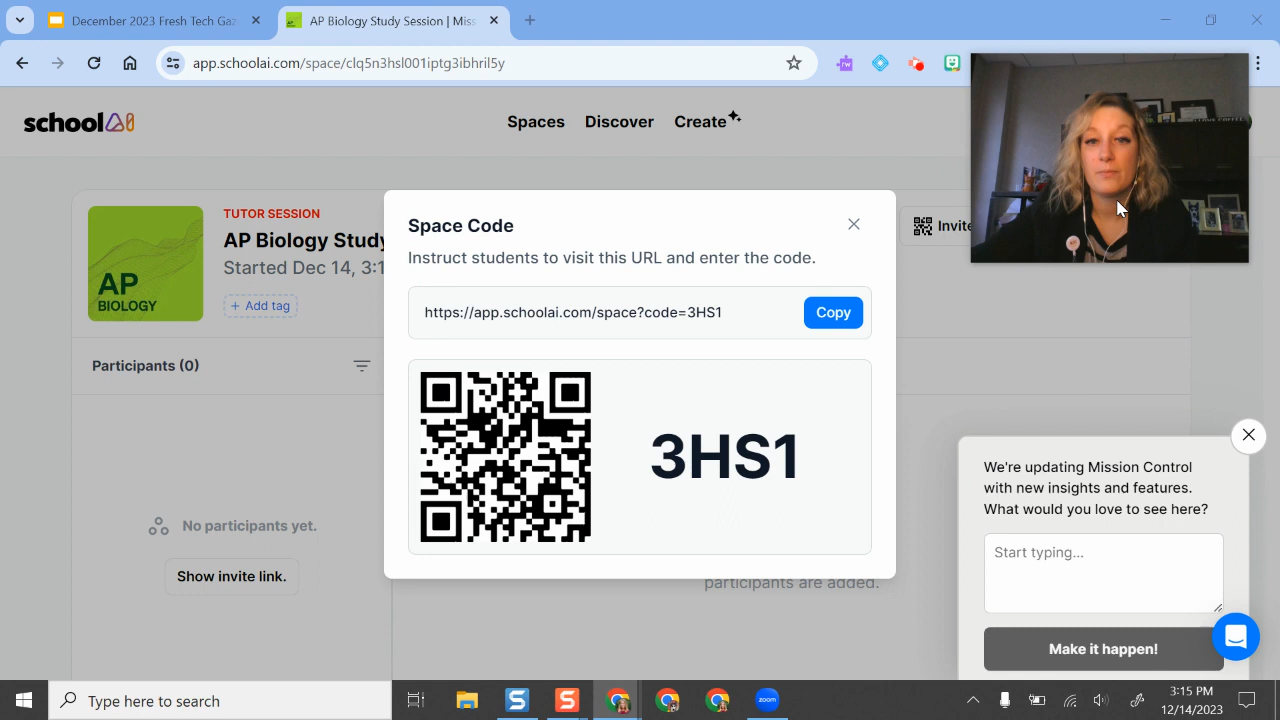 December 2023 Fresh Tech Gaz
AP Biology Study Session | Miss
app.schoolai.com/space/clq5n3hsl001iptg3ibhril5y
schoolAI
Spaces
Discover
Create
TUTOR SESSION
AP Biology Study
Started Dec 14, 3:1
+ Add tag
AP
BIOLOGY
Invite
Participants (0)
No participants yet.
Show invite link.
Space Code
Instruct students to visit this URL and enter the code.
https://app.schoolai.com/space?code=3HS1
Copy
3HS1
participants are added.
We're updating Mission Control
with new insights and features.
What would you love to see here?
Start typing...
Make it happen!
Type here to search
zoom
3:15 PM
12/14/2023